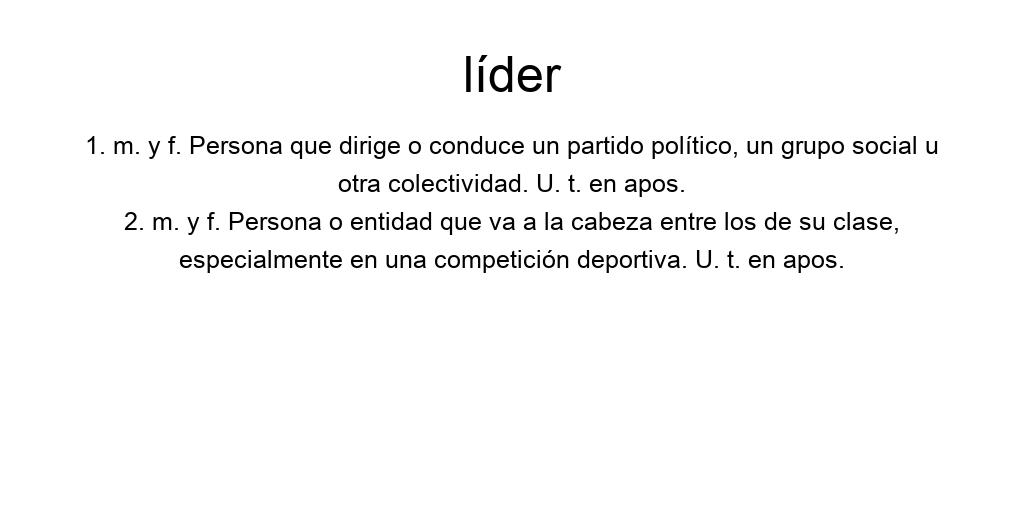 líder
1. m. y f. Persona que dirige o conduce un partido político, un grupo social u
otra colectividad. U. t. en apos.
2. m. y f. Persona o entidad que va a la cabeza entre los de su clase,
especialmente en una competición deportiva. U. t. en apos.